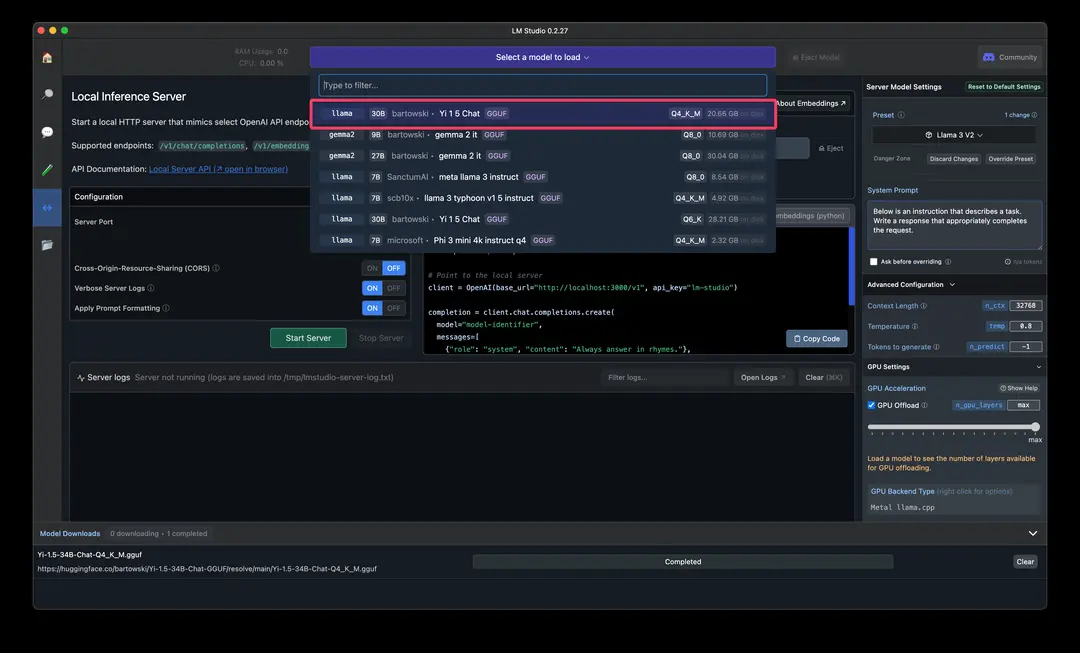 LM Studio 0.2.27
RAM Usage: 0.0
CPU: 0.00 %
Select a model to load
Eject Model
Community
Type to filter...
llama 30B bartowski · Yi 1 5 Chat GGUF Q4_K_M 20.66 GB on disk
gemma2 9B bartowski · gemma 2 it GGUF Q8_0 10.69 GB on disk
gemma2 27B bartowski · gemma 2 it GGUF Q8_0 30.04 GB on disk
llama 7B SanctumAI · meta llama 3 instruct GGUF Q8_0 8.54 GB on disk
llama 7B scb10x · llama 3 typhoon v1 5 instruct GGUF Q4_K_M 4.92 GB on disk
llama 30B bartowski · Yi 1 5 Chat GGUF Q6_K 28.21 GB on disk
llama 7B microsoft · Phi 3 mini 4k instruct q4 GGUF Q4_K_M 2.32 GB on disk
Local Inference Server
Start a local HTTP server that mimics select OpenAI API endpo
Supported endpoints: /v1/chat/completions, /v1/embedding
API Documentation: Local Server API (↗ open in browser)
About Embeddings ↗
Eject
Configuration
Server Port
Cross-Origin-Resource-Sharing (CORS) ON OFF
Verbose Server Logs ON OFF
Apply Prompt Formatting ON OFF
Start Server
Stop Server
embeddings (python)
# Point to the local server
client = OpenAI(base_url="http://localhost:3000/v1", api_key="lm-studio")
completion = client.chat.completions.create(
model="model-identifier",
messages=[
{"role": "system", "content": "Always answer in rhymes."},
Copy Code
Server logs Server not running (logs are saved into /tmp/lmstudio-server-log.txt)
Filter logs...
Open Logs
Clear (⌘K)
Server Model Settings
Reset to Default Settings
Preset 1 change
Llama 3 V2
Danger Zone Discard Changes Override Preset
System Prompt
Below is an instruction that describes a task.
Write a response that appropriately completes
the request.
Ask before overriding n/a tokens
Advanced Configuration
Context Length n_ctx 32768
Temperature temp 0.8
Tokens to generate n_predict -1
GPU Settings
GPU Acceleration Show Help
GPU Offload n_gpu_layers max
max
Load a model to see the number of layers available
for GPU offloading.
GPU Backend Type (right click for options)
Metal llama.cpp
Model Downloads 0 downloading · 1 completed
Yi-1.5-34B-Chat-Q4_K_M.gguf
https://huggingface.co/bartowski/Yi-1.5-34B-Chat-GGUF/resolve/main/Yi-1.5-34B-Chat-Q4_K_M.gguf
Completed
Clear